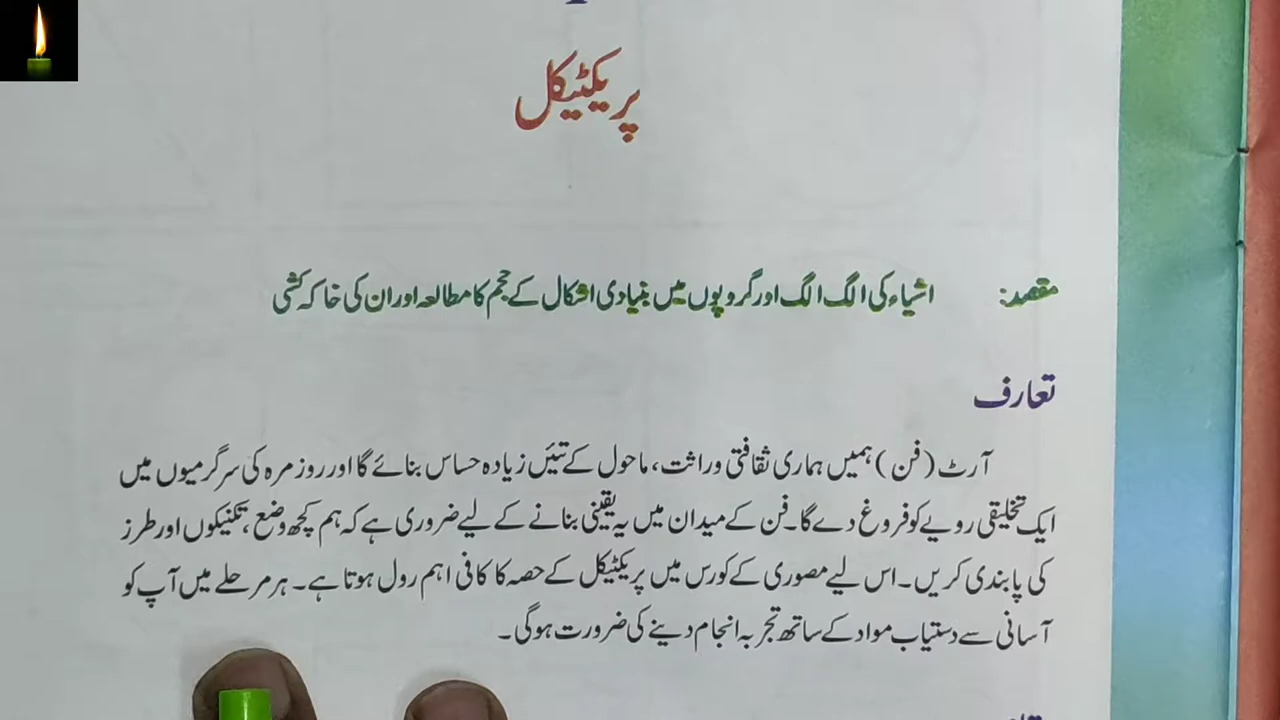 پریکٹیکل
مقصد: اشیاء کی الگ الگ اور گروپوں میں بنیادی اشکال کے حجم کا مطالعہ اور ان کی خاکہ کشی
تعارف
آرٹ (فن) ہمیں ہماری ثقافتی وراثت، ماحول کے تئیں زیادہ حساس بنائے گا اور روز مرہ کی سرگرمیوں میں
ایک تخلیقی رویے کو فروغ دے گا۔ فن کے میدان میں یہ یقینی بنانے کے لیے ضروری ہے کہ ہم کچھ وضع، تکنیکوں اور طرز
کی پابندی کریں۔ اس لیے مصوری کے کورس میں پریکٹیکل کے حصہ کا کافی اہم رول ہوتا ہے۔ ہر مرحلے میں آپ کو
آسانی سے دستیاب مواد کے ساتھ تجربہ انجام دینے کی ضرورت ہوگی۔